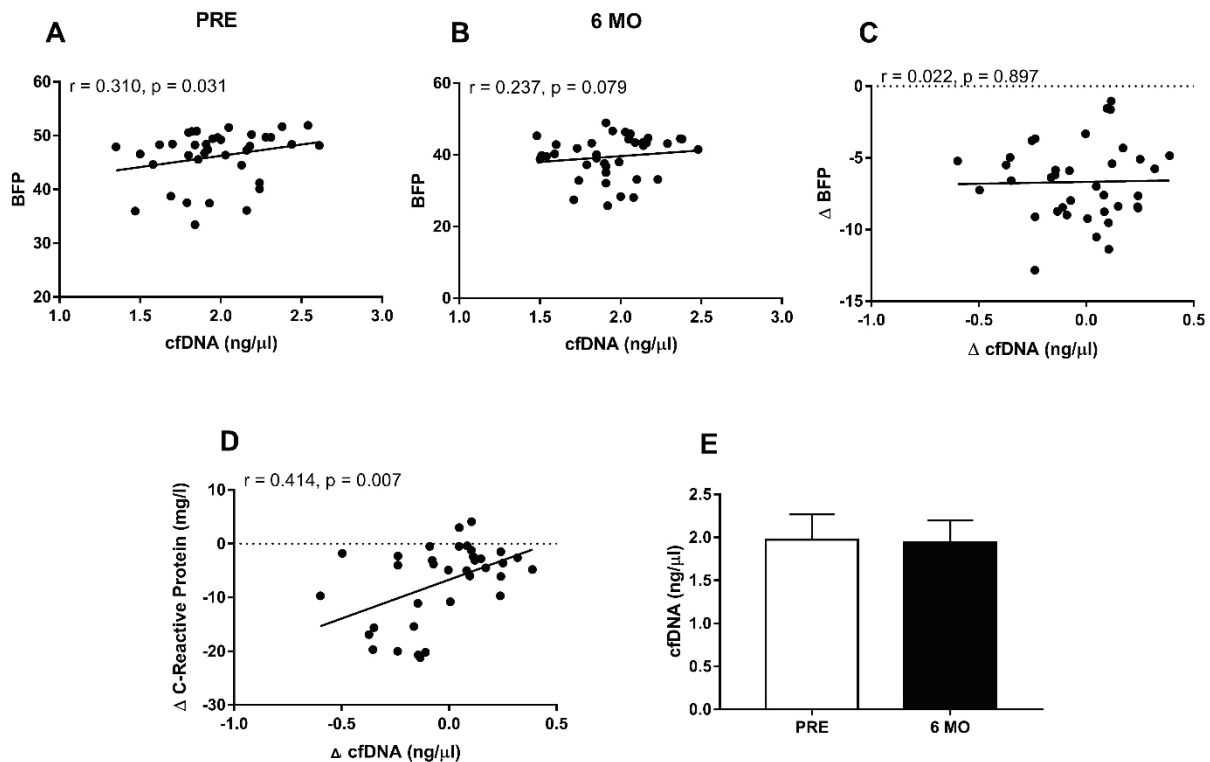 PRE
6 MO
A
B
C
r = 0.310, p = 0.031
r = 0.237, p = 0.079
r = 0.022, p = 0.897
60
50
40
30
20
BFP
1.0 1.5 2.0 2.5 3.0
cfDNA (ng/μl)
60
40
20
0
BFP
1.0 1.5 2.0 2.5 3.0
cfDNA (ng/μl)
0
-5
-10
-15
Δ BFP
-1.0 -0.5 0.0 0.5
Δ cfDNA (ng/μl)
D
r = 0.414, p = 0.007
10
0
-10
-20
-30
Δ C-Reactive Protein (mg/l)
-1.0 -0.5 0.0 0.5
Δ cfDNA (ng/μl)
E
2.5
2.0
1.5
1.0
0.5
0.0
cfDNA (ng/μl)
PRE 6 MO